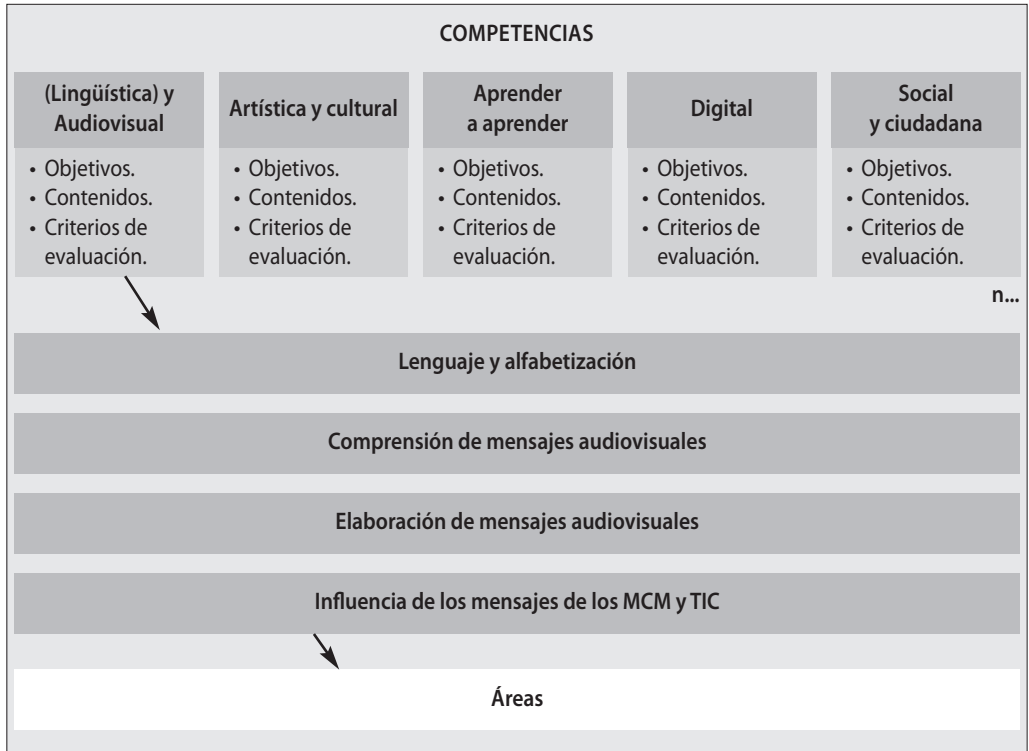 COMPETENCIAS
(Lingüística) y
Audiovisual
• Objetivos.
• Contenidos.
• Criterios de
evaluación.
Artística y cultural
• Objetivos.
• Contenidos.
• Criterios de
evaluación.
Aprender
a aprender
• Objetivos.
• Contenidos.
• Criterios de
evaluación.
Digital
• Objetivos.
• Contenidos.
• Criterios de
evaluación.
Social
y ciudadana
• Objetivos.
• Contenidos.
• Criterios de
evaluación.
n...
Lenguaje y alfabetización
Comprensión de mensajes audiovisuales
Elaboración de mensajes audiovisuales
Influencia de los mensajes de los MCM y TIC
Áreas